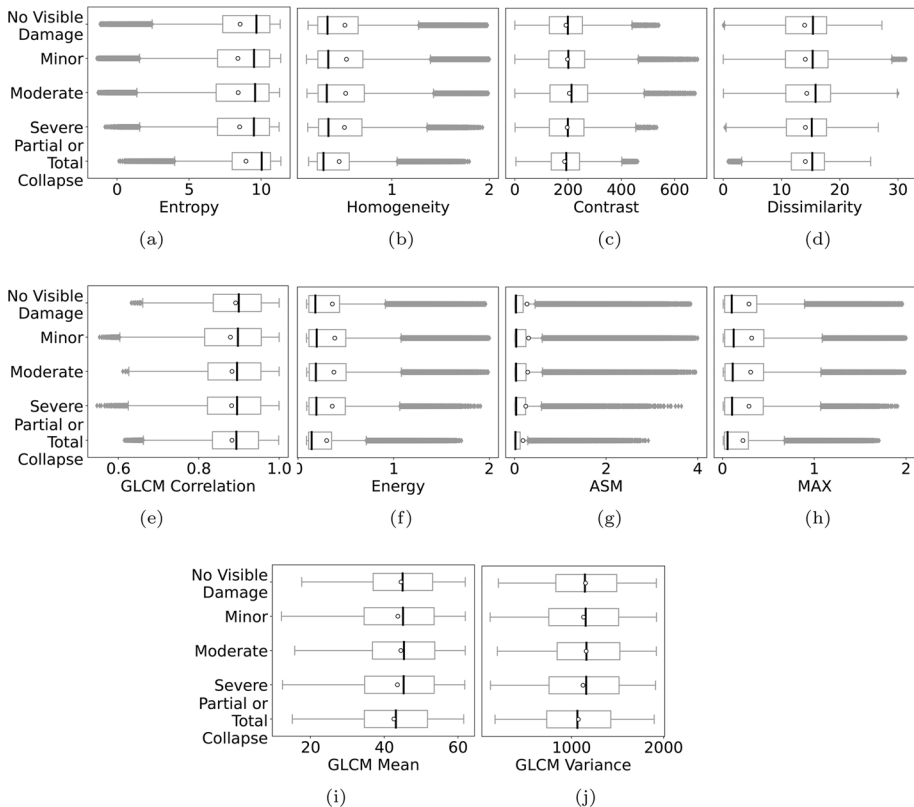 No Visible
Damage
Minor
Moderate
Severe
Partial or
Total
Collapse
0 5 10
Entropy
(a)
1 2
Homogeneity
(b)
0 200 400 600
Contrast
(c)
0 10 20 30
Dissimilarity
(d)
No Visible
Damage
Minor
Moderate
Severe
Partial or
Total
Collapse
0.6 0.8 1.0
GLCM Correlation
(e)
0 1 2
Energy
(f)
0 2 4
ASM
(g)
0 1 2
MAX
(h)
No Visible
Damage
Minor
Moderate
Severe
Partial or
Total
Collapse
20 40 60
GLCM Mean
(i)
1000 2000
GLCM Variance
(j)